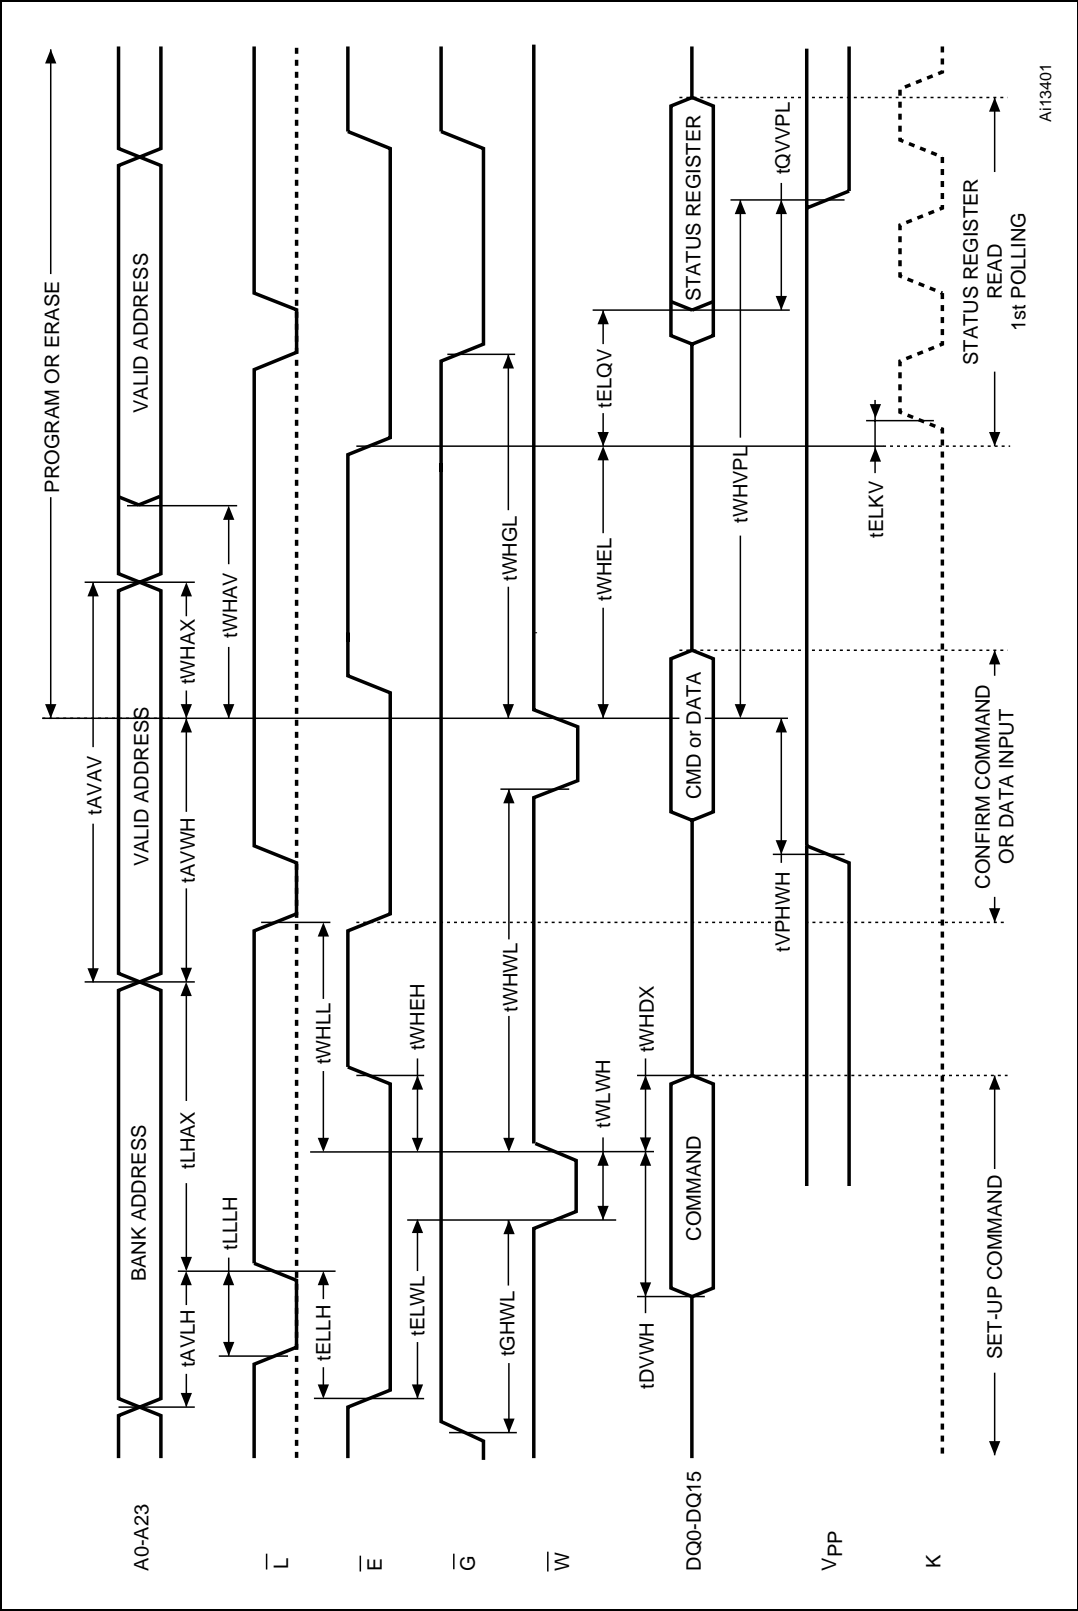 PROGRAM OR ERASE
tAVAV
A0-A23
BANK ADDRESS
VALID ADDRESS
VALID ADDRESS
tAVLH
tLHAX
tAVWH
tWHAX
tLLLH
tWHAV
L
tELLH
tWHLL
E
tELWL
tWHEH
G
tGHWL
tWHWL
tWHGL
W
tWLWH
tWHEL
tELQV
tDVWH
tWHDX
DQ0-DQ15
COMMAND
CMD or DATA
STATUS REGISTER
tWHVPL
tVPHWH
tQVVPL
VPP
tELKV
K
SET-UP COMMAND
CONFIRM COMMAND
OR DATA INPUT
STATUS REGISTER
READ
1st POLLING
Ai13401